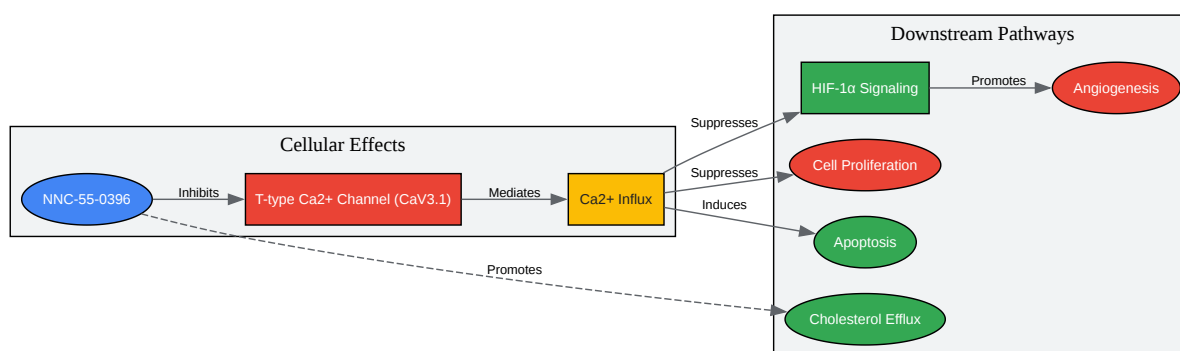 Downstream Pathways
HIF-1α Signaling
Promotes
Angiogenesis
Suppresses
Cellular Effects
Cell Proliferation
Suppresses
NNC-55-0396
Inhibits
T-type Ca2+ Channel (CaV3.1)
Mediates
Ca2+ Influx
Induces
Apoptosis
Promotes
Cholesterol Efflux